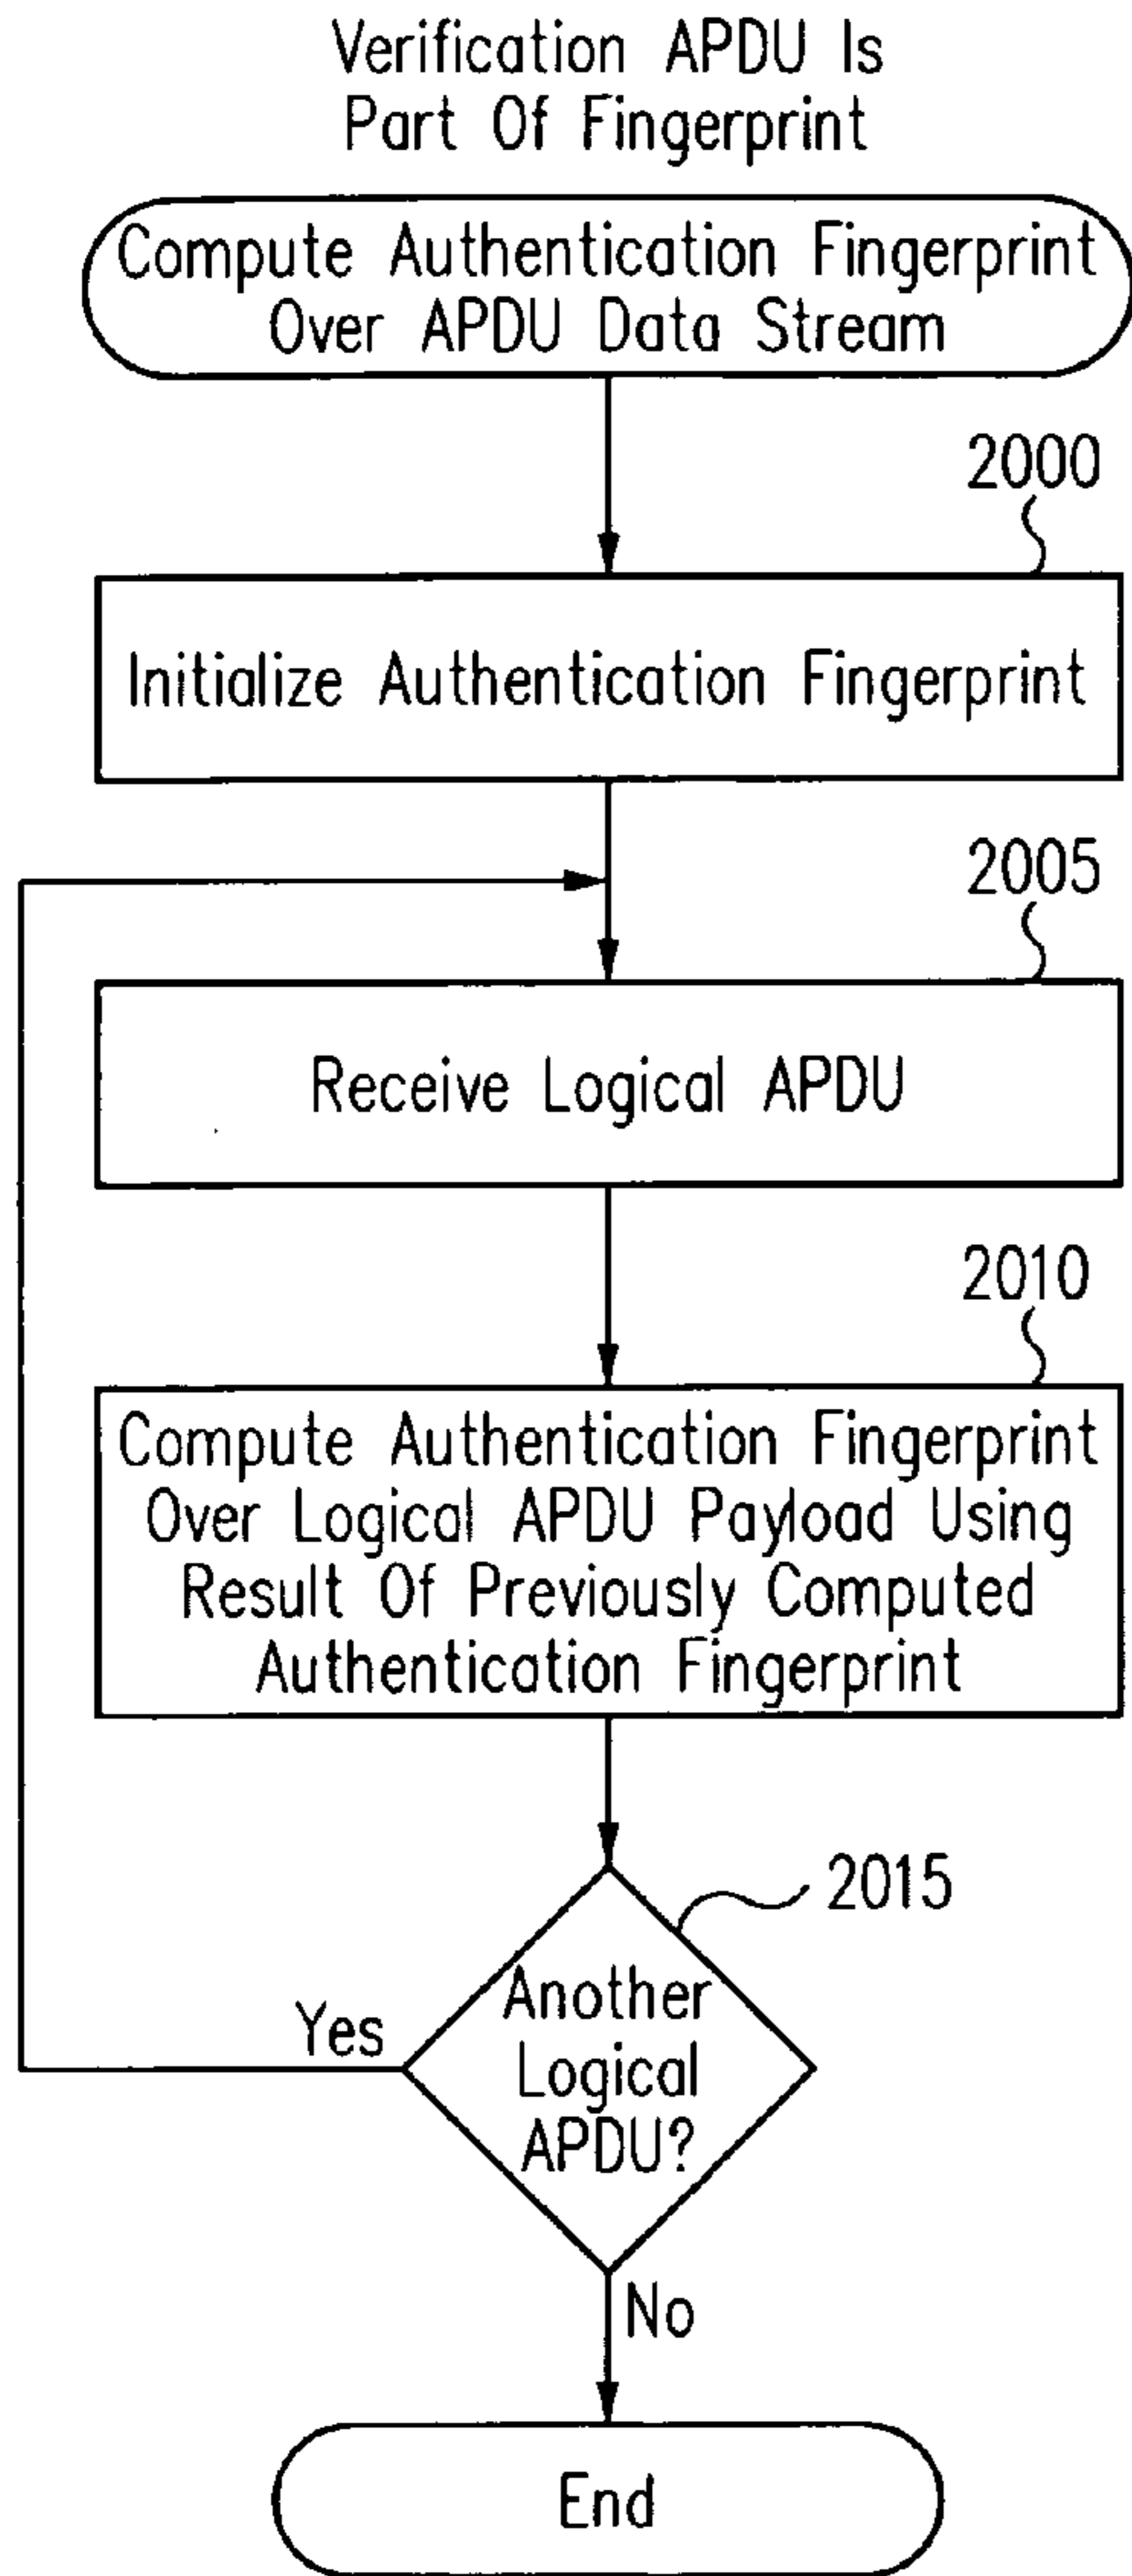 Verification APDU Is
Part Of Fingerprint
Compute Authentication Fingerprint
Over APDU Data Stream
2000
Initialize Authentication Fingerprint
2005
Receive Logical APDU
2010
Compute Authentication Fingerprint
Over Logical APDU Payload Using
Result Of Previously Computed
Authentication Fingerprint
2015
Another
Logical
APDU?
Yes
No
End